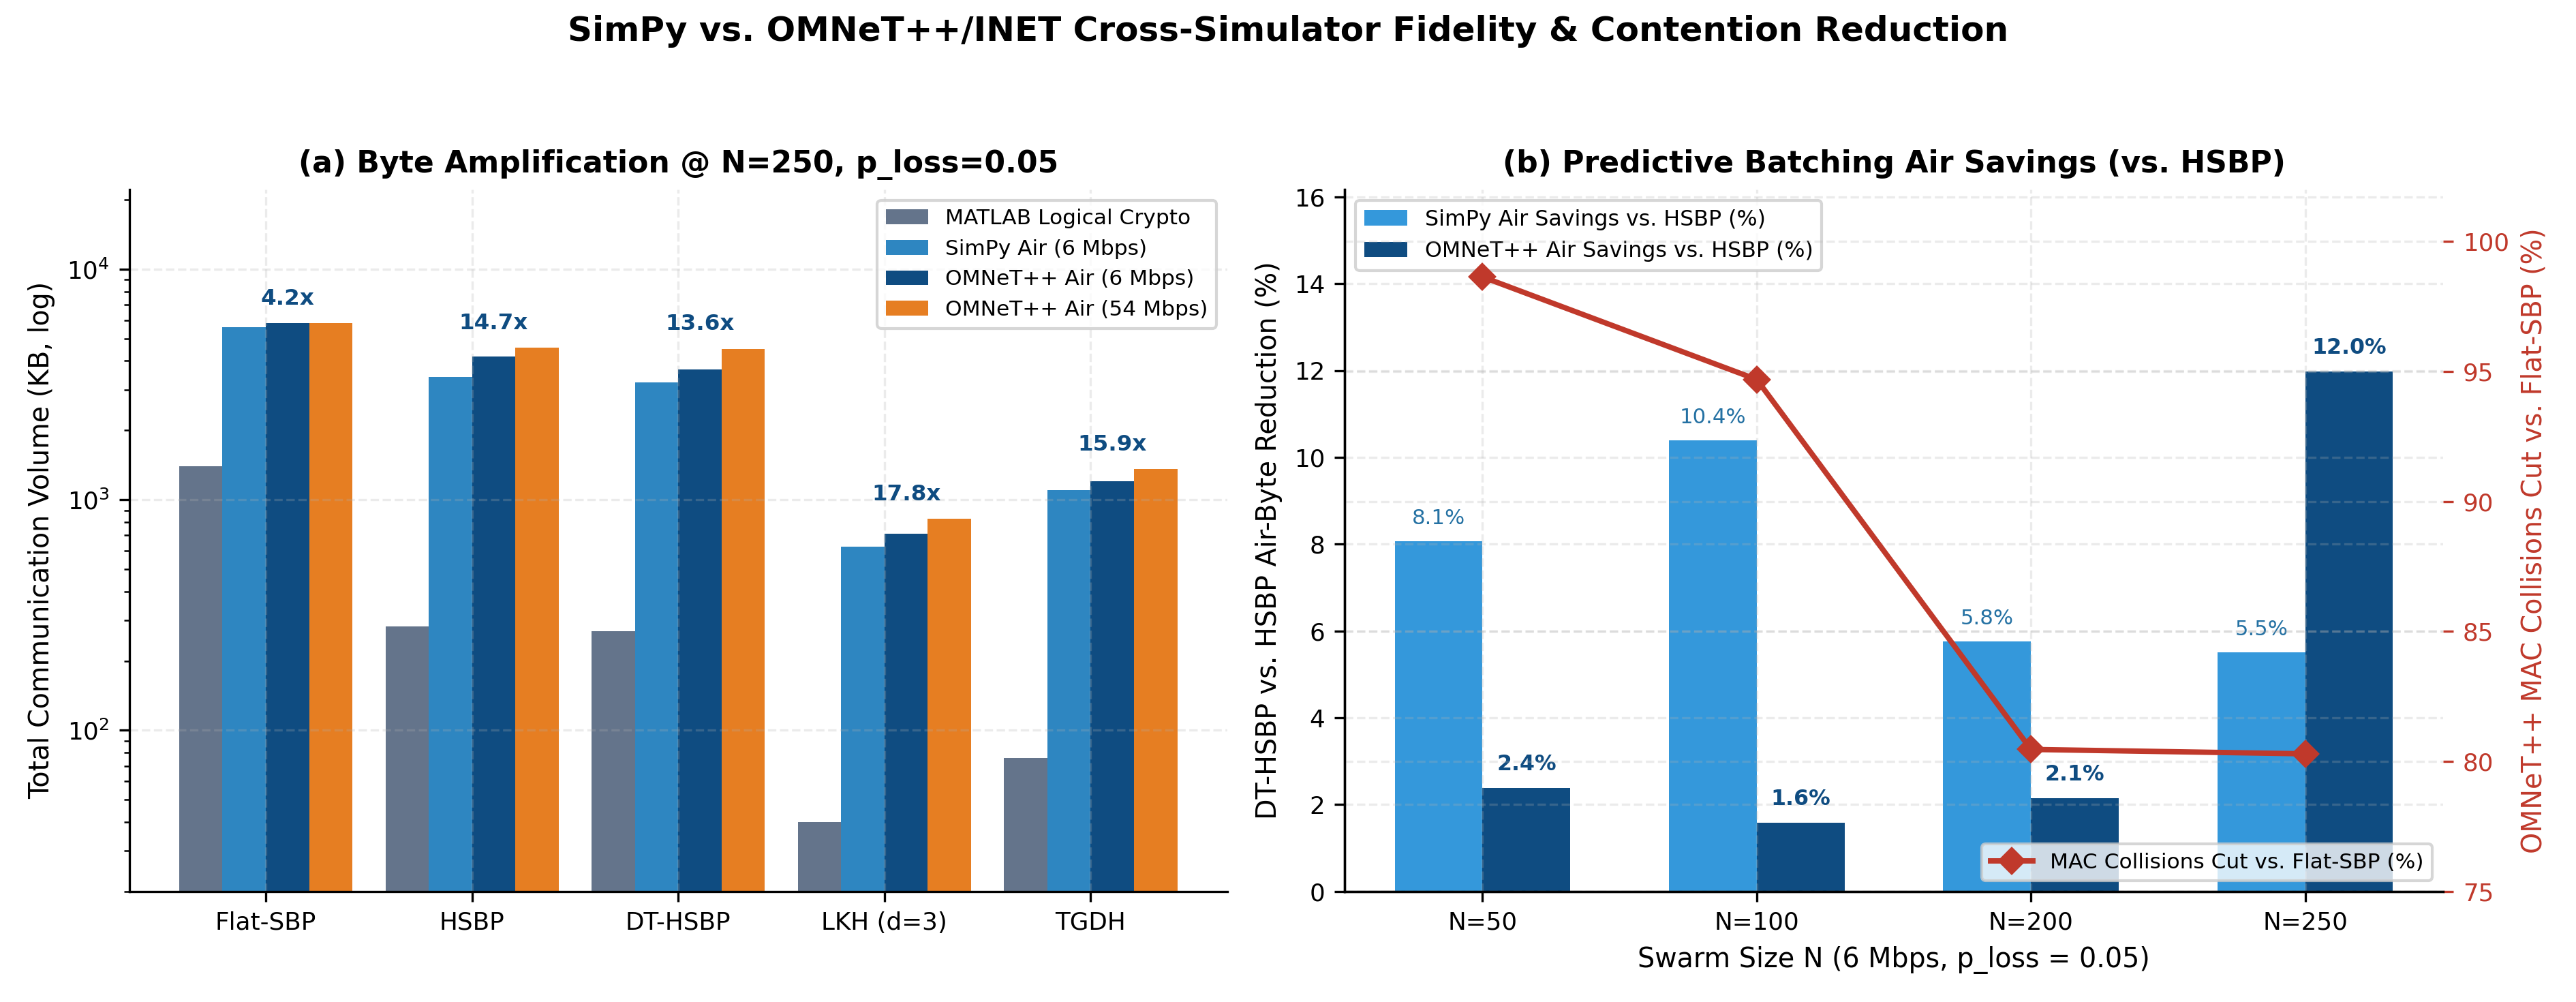 SimPy vs. OMNeT++/INET Cross-Simulator Fidelity & Contention Reduction
(a) Byte Amplification @ N=250, p_loss=0.05
Total Communication Volume (KB, log)
10⁴
10³
10²
MATLAB Logical Crypto
SimPy Air (6 Mbps)
OMNeT++ Air (6 Mbps)
OMNeT++ Air (54 Mbps)
4.2x
14.7x
13.6x
17.8x
15.9x
Flat-SBP
HSBP
DT-HSBP
LKH (d=3)
TGDH
(b) Predictive Batching Air Savings (vs. HSBP)
DT-HSBP vs. HSBP Air-Byte Reduction (%)
16
14
12
10
8
6
4
2
0
SimPy Air Savings vs. HSBP (%)
OMNeT++ Air Savings vs. HSBP (%)
8.1%
2.4%
10.4%
1.6%
5.8%
2.1%
5.5%
12.0%
MAC Collisions Cut vs. Flat-SBP (%)
N=50
N=100
N=200
N=250
Swarm Size N (6 Mbps, p_loss = 0.05)
100
95
90
85
80
75
OMNeT++ MAC Collisions Cut vs. Flat-SBP (%)